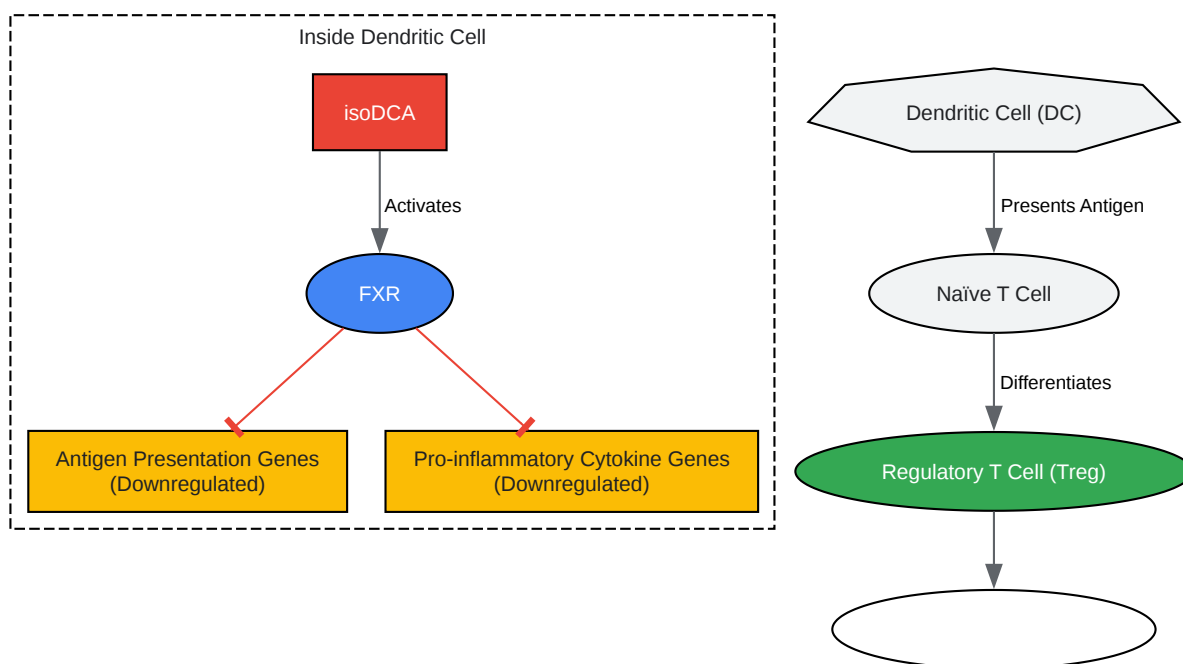 Inside Dendritic Cell
isoDCA
Activates
FXR
Antigen Presentation Genes
(Downregulated)
Pro-inflammatory Cytokine Genes
(Downregulated)
Dendritic Cell (DC)
Presents Antigen
Naïve T Cell
Differentiates
Regulatory T Cell (Treg)